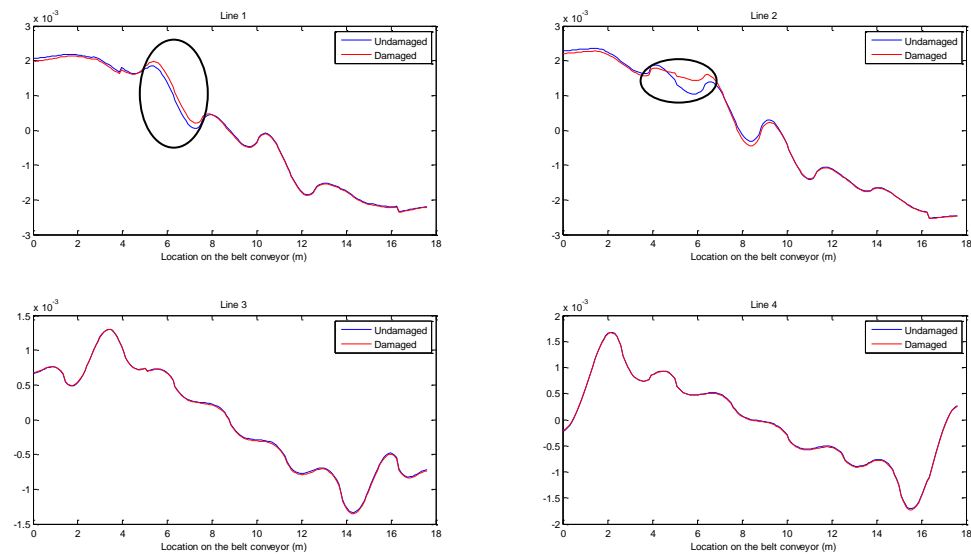 Line 1
x 10^-3
Undamaged
Damaged
3
2
1
0
-1
-2
-3
0 2 4 6 8 10 12 14 16 18
Location on the belt conveyor (m)
Line 2
x 10^-3
Undamaged
Damaged
3
2
1
0
-1
-2
-3
0 2 4 6 8 10 12 14 16 18
Location on the belt conveyor (m)
Line 3
x 10^-3
Undamaged
Damaged
1.5
1
0.5
0
-0.5
-1
-1.5
0 2 4 6 8 10 12 14 16 18
Location on the belt conveyor (m)
Line 4
x 10^-3
Undamaged
Damaged
2
1.5
1
0.5
0
-0.5
-1
-1.5
-2
0 2 4 6 8 10 12 14 16 18
Location on the belt conveyor (m)